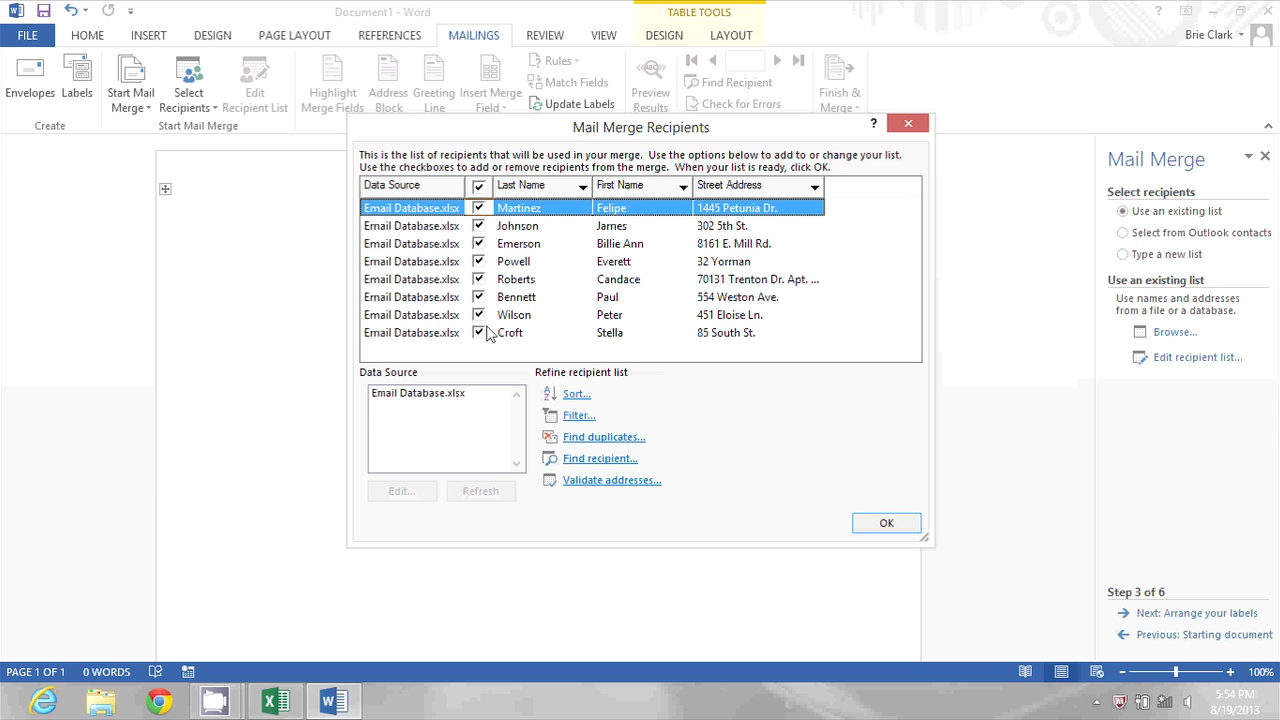 Document1 - Word
TABLE TOOLS
FILE HOME INSERT DESIGN PAGE LAYOUT REFERENCES MAILINGS REVIEW VIEW DESIGN LAYOUT
Brie Clark
Envelopes
Labels
Start Mail Merge
Select Recipients
Edit Recipient List
Highlight Merge Fields
Address Block
Greeting Line
Insert Merge Field
Rules
Match Fields
Update Labels
Preview Results
Find Recipient
Check for Errors
Finish & Merge
Create
Start Mail Merge
Mail Merge Recipients
?
This is the list of recipients that will be used in your merge. Use the options below to add to or change your list.
Use the checkboxes to add or remove recipients from the merge. When your list is ready, click OK.
Data Source Last Name First Name Street Address
Email Database.xlsx Martinez Felipe 1445 Petunia Dr.
Email Database.xlsx Johnson James 302 5th St.
Email Database.xlsx Emerson Billie Ann 8161 E. Mill Rd.
Email Database.xlsx Powell Everett 32 Yorman
Email Database.xlsx Roberts Candace 70131 Trenton Dr. Apt. ...
Email Database.xlsx Bennett Paul 554 Weston Ave.
Email Database.xlsx Wilson Peter 451 Eloise Ln.
Email Database.xlsx Croft Stella 85 South St.
Data Source
Email Database.xlsx
Edit... Refresh
Refine recipient list
Sort...
Filter...
Find duplicates...
Find recipient...
Validate addresses...
OK
Mail Merge
Select recipients
Use an existing list
Select from Outlook contacts
Type a new list
Use an existing list
Use names and addresses
from a file or a database.
Browse...
Edit recipient list...
Step 3 of 6
Next: Arrange your labels
Previous: Starting document
PAGE 1 OF 1 0 WORDS 100%
5:54 PM
8/19/2013